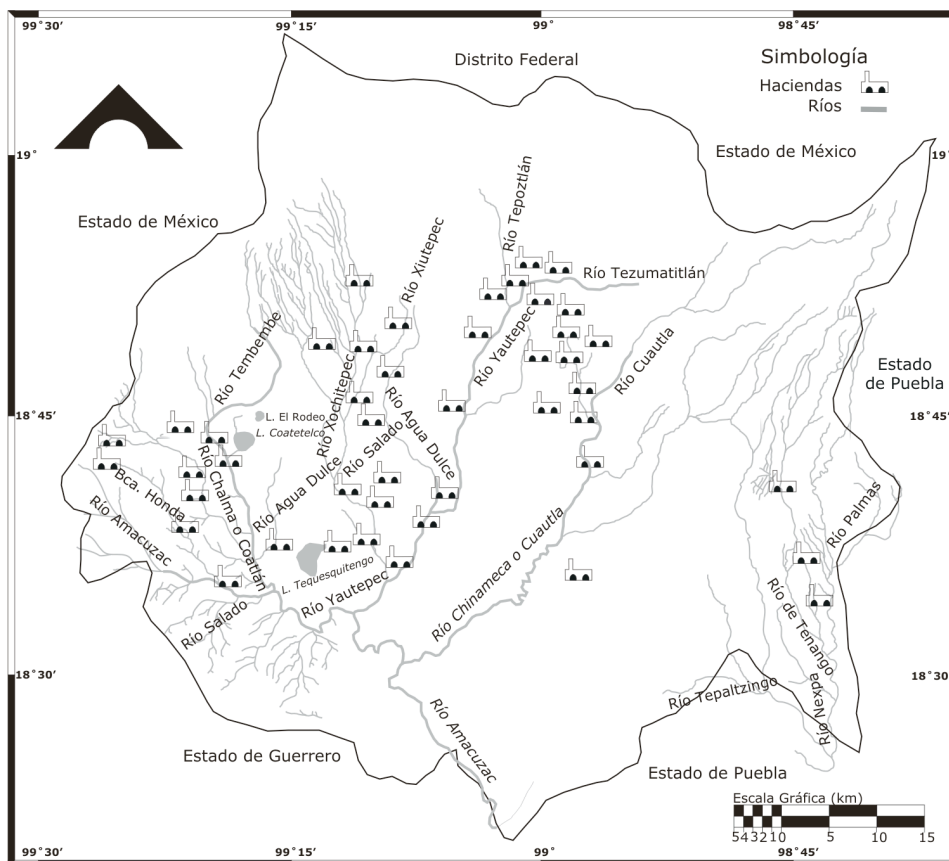 99˚30’
99˚15’
99˚
98˚45’
Distrito Federal
Simbología
Haciendas
Ríos
19˚
19˚
Estado de México
Estado de México
Río Tepoztlán
Río Xiutepec
Río Tezumatitlán
Río Tembembe
Río Yautepec
Río Cuautla
Estado
de Puebla
Río Xochitepec
18˚45’
L. El Rodeo
L. Coatetelco
18˚45’
Río Agua Dulce
Río Salado
Río Agua Dulce
Río Chalma o Coatlán
Bca. Honda
Río Amacuzac
Río Palmas
L. Tequesquitengo
Río Yautepec
Río Chinameca o Cuautla
Río Salado
Río de Tenango
18˚30’
18˚30’
Río Tepaltzingo
Río Nexpa
Río Amacuzac
Estado de Guerrero
Estado de Puebla
Escala Gráfica (km)
5 4 3 2 1 0 5 10 15
99˚30’
99˚15’
99˚
98˚45’